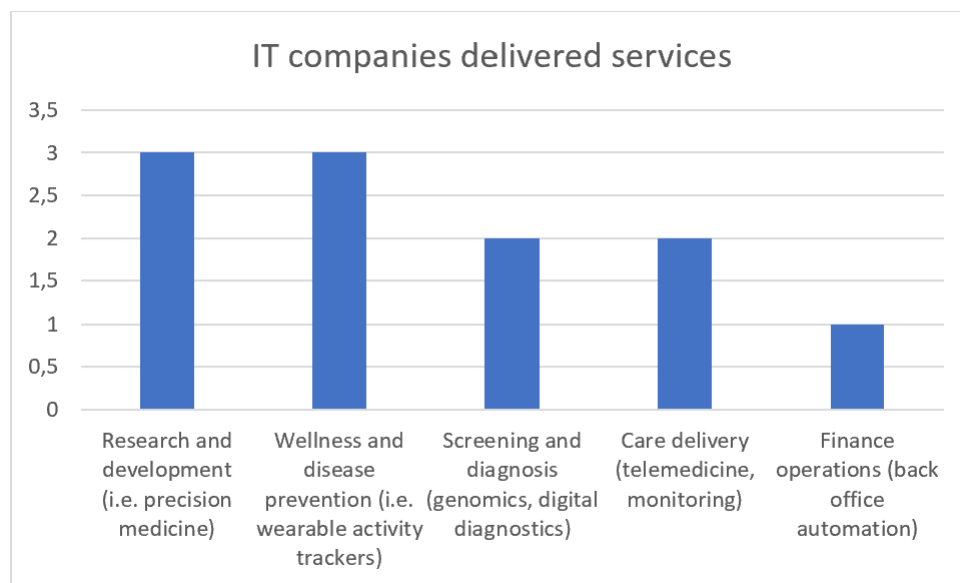 IT companies delivered services
3,5
3
2,5
2
1,5
1
0,5
0
Research and
development
(i.e. precision
medicine)
Wellness and
disease
prevention (i.e.
wearable activity
trackers)
Screening and
diagnosis
(genomics, digital
diagnostics)
Care delivery
(telemedicine,
monitoring)
Finance
operations (back
office
automation)